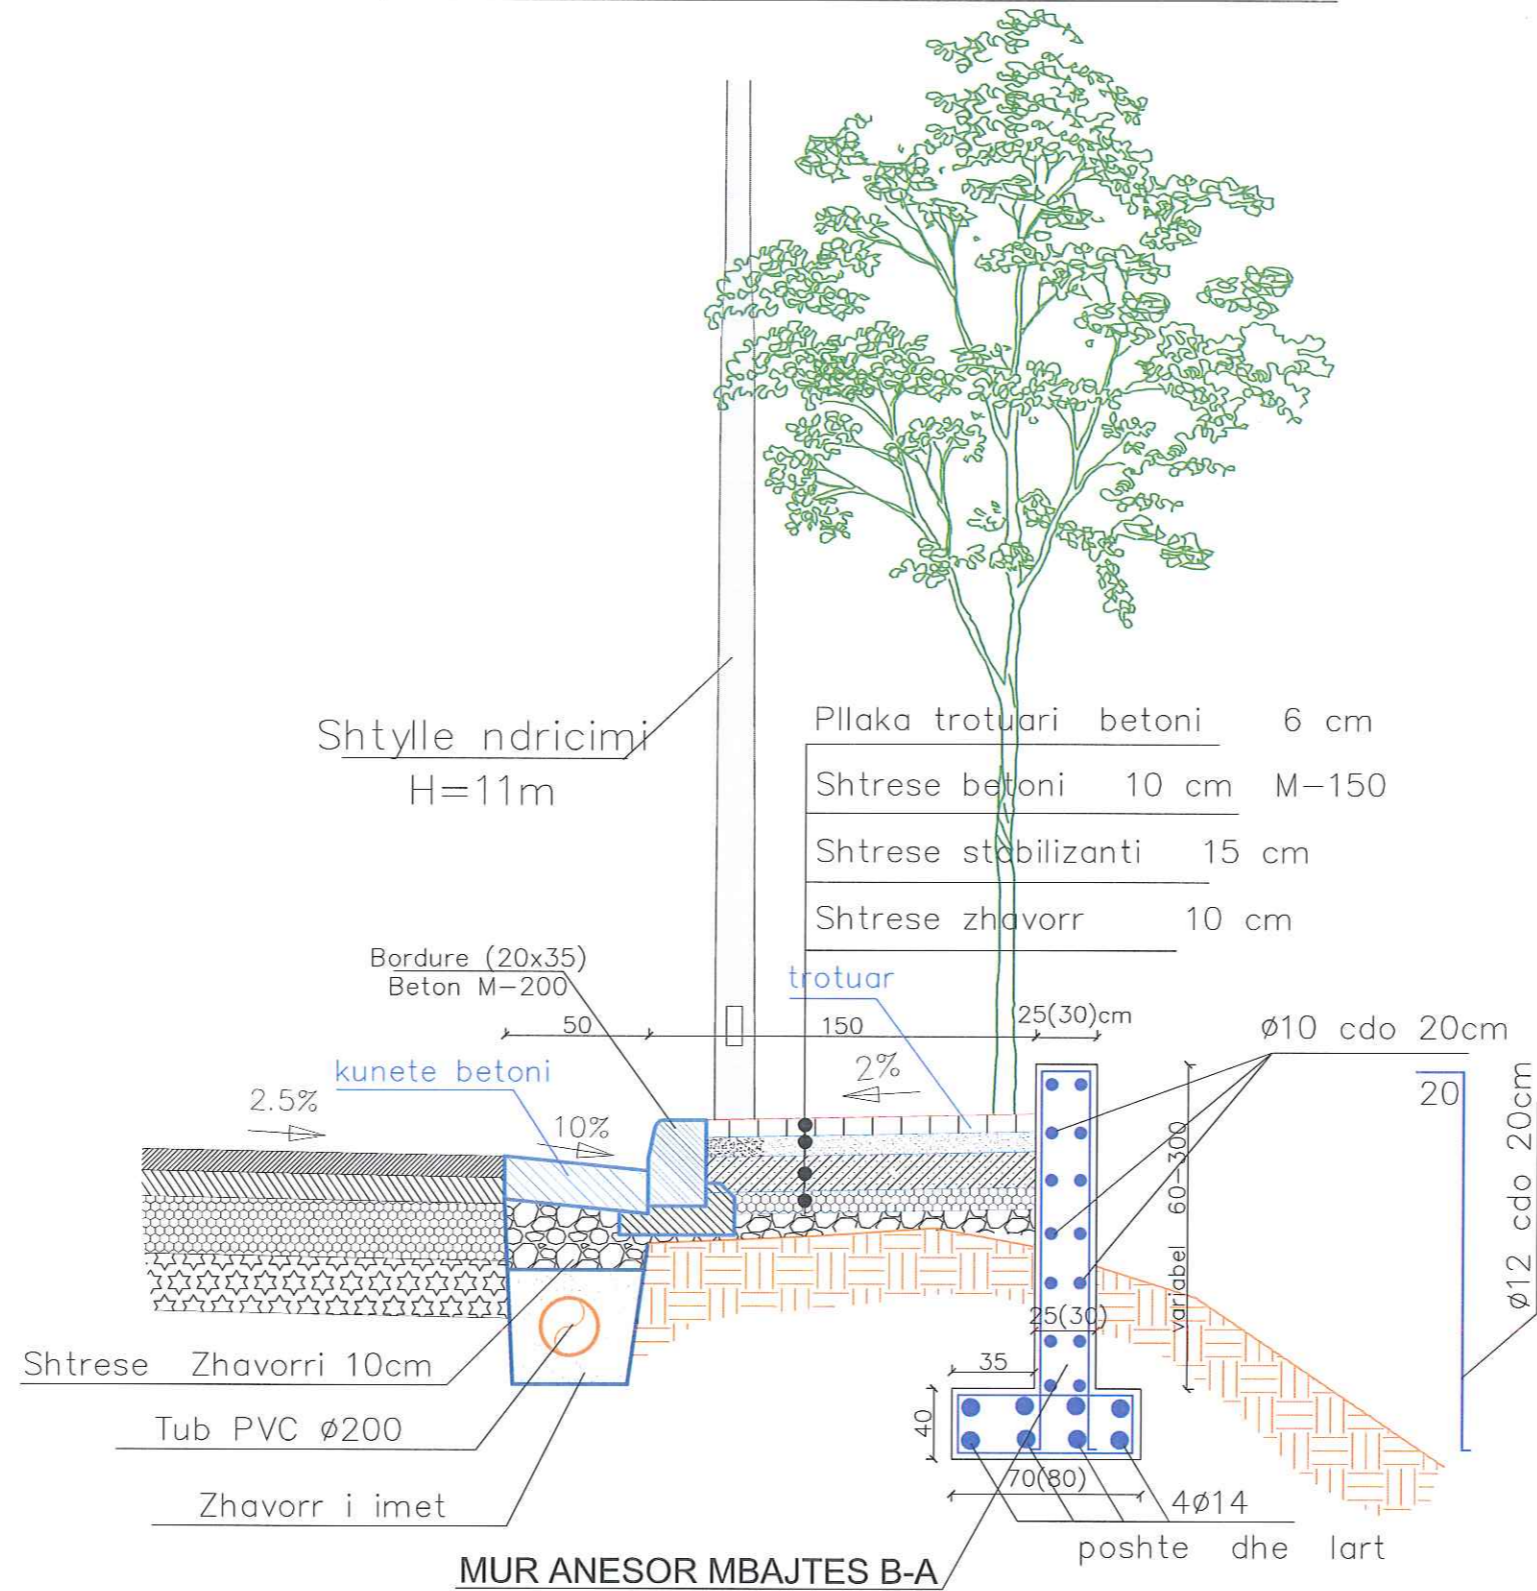 Shtylle ndricimi
H=11m
Pllaka trotuari betoni 6 cm
Shtrese betoni 10 cm M-150
Shtrese stabilizanti 15 cm
Shtrese zhavorr 10 cm
Bordure (20x35)
Beton M-200
trotuar
50
150
25(30)cm
ø10 cdo 20cm
kunete betoni
2%
20
2.5%
10%
variabel 60-300
ø12 cdo 20cm
25(30)
35
Shtrese Zhavorri 10cm
40
Tub PVC ø200
70(80)
Zhavorr i imet
4ø14
poshte dhe lart
MUR ANESOR MBAJTES B-A